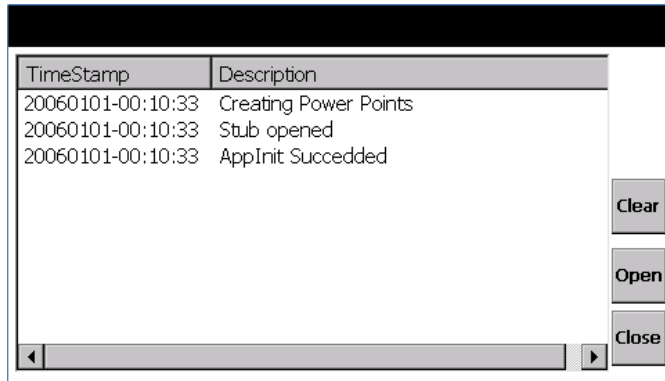 TimeStamp Description
20060101-00:10:33 Creating Power Points
20060101-00:10:33 Stub opened
20060101-00:10:33 AppInit Succedded
Clear
Open
Close